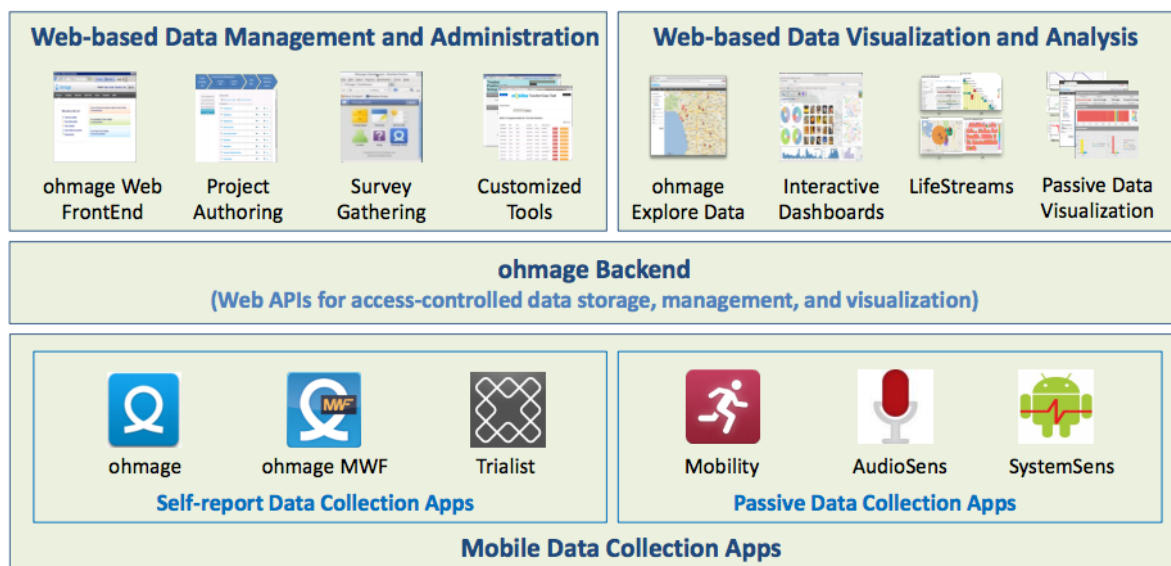 Web-based Data Management and Administration
ohmage Web
FrontEnd
Project
Authoring
Survey
Gathering
Customized
Tools
Web-based Data Visualization and Analysis
ohmage
Explore Data
Interactive
Dashboards
LifeStreams
Passive Data
Visualization
ohmage Backend
(Web APIs for access-controlled data storage, management, and visualization)
ohmage
MWF
ohmage MWF
Trialist
Self-report Data Collection Apps
Mobility
AudioSens
SystemSens
Passive Data Collection Apps
Mobile Data Collection Apps